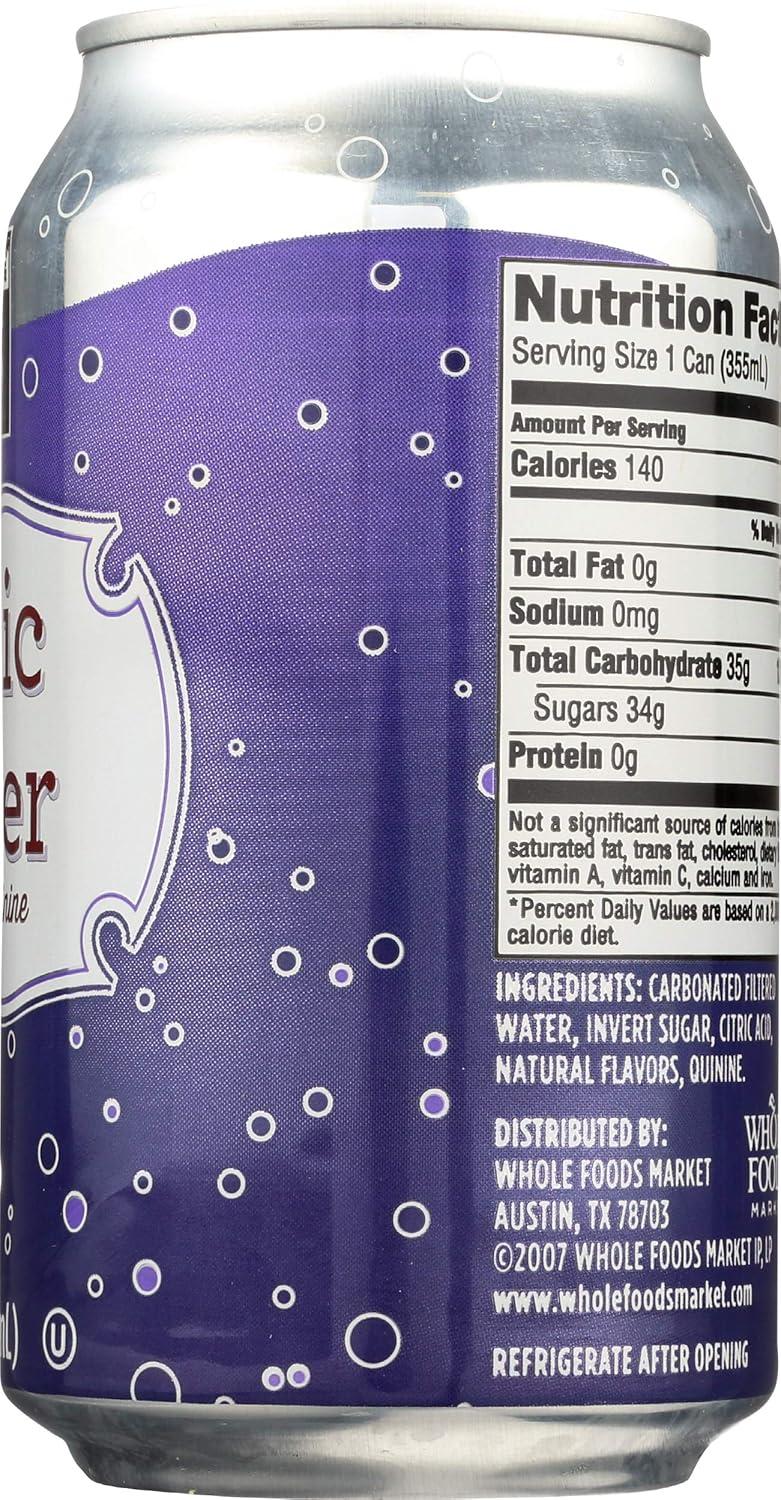 ic
er
nine
mL)
U
Nutrition Fac
Serving Size 1 Can (355mL)
Amount Per Serving
Calories 140
% Daily
Total Fat 0g
Sodium 0mg
Total Carbohydrate 35g
Sugars 34g
Protein 0g
Not a significant source of calories from
saturated fat, trans fat, cholesterol, dietary
vitamin A, vitamin C, calcium and iron.
*Percent Daily Values are based on a
calorie diet.
INGREDIENTS: CARBONATED FILTERED
WATER, INVERT SUGAR, CITRIC ACID,
NATURAL FLAVORS, QUININE.
DISTRIBUTED BY:
WHOLE FOODS MARKET
AUSTIN, TX 78703
©2007 WHOLE FOODS MARKET IP, LP
www.wholefoodsmarket.com
REFRIGERATE AFTER OPENING
WHO
FOO
MAR